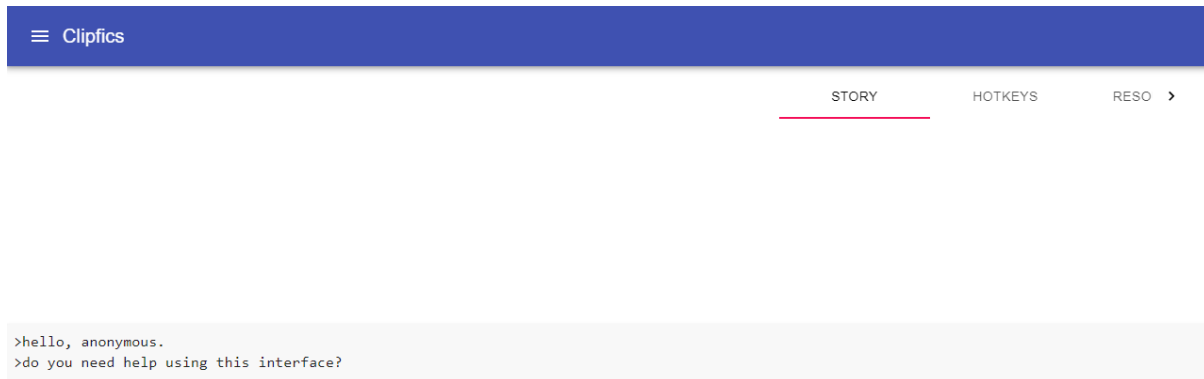 Clipfics
STORY HOTKEYS RESO
>hello, anonymous.
>do you need help using this interface?